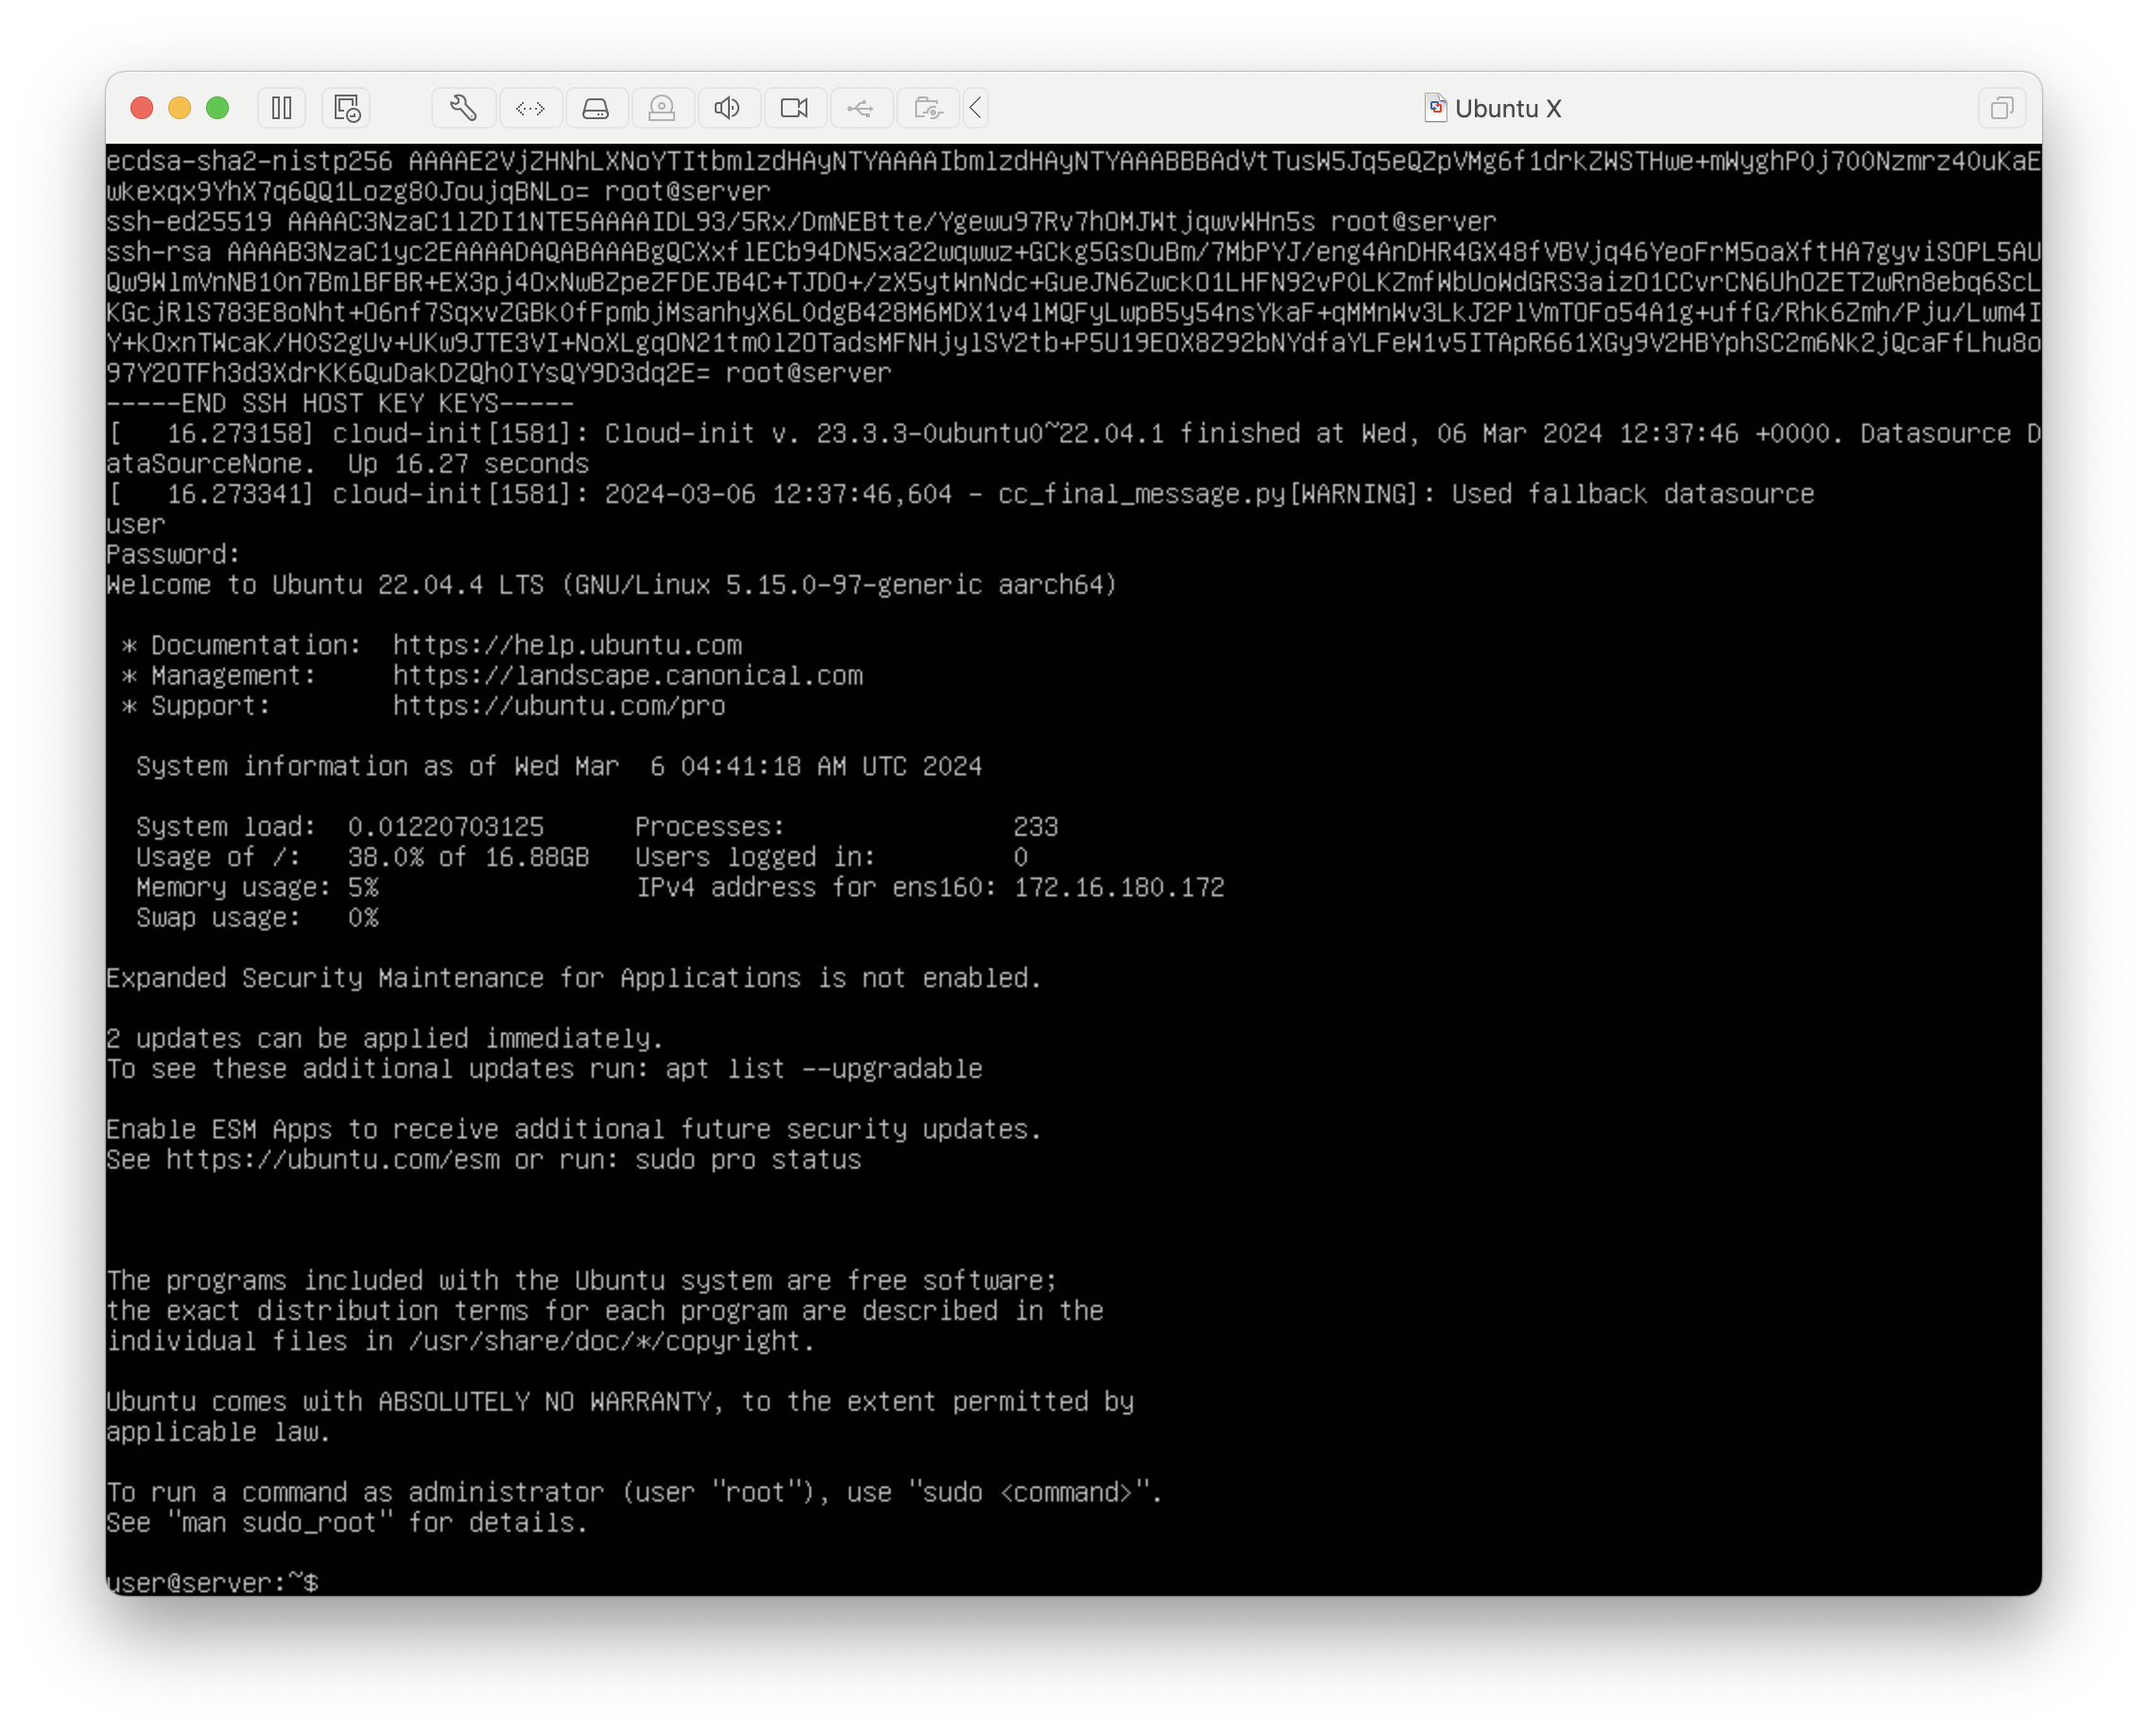 Ubuntu X
ecdsa-sha2-nistp256 AAAAE2VjZHNhLXNoYTItbmlzdHAyNTYAAAAIbmlzdHAyNTYAAABBBAdVtTusW5Jq5eQZpVMg6f1drkZWSTHwe+mWyghP0j700Nzmrz40uKaE
wkexqx9YhX7q6QQ1Lozg80JoujqBNLo= root@server
ssh-ed25519 AAAAC3NzaC1lZDI1NTE5AAAAIDL93/5Rx/DmNEBtte/Ygewu97Rv7hOMJWtjqwvWHn5s root@server
ssh-rsa AAAAB3NzaC1yc2EAAAADAQABAAABgQCXxflECb94DN5xa22wqwwz+GCkg5GsOuBm/7MbPYJ/eng4AnDHR4GX48fVBVjq46YeoFrM5oaXftHA7gyviSOPL5AU
Qw9WlmVnNB10n7BmlBFBR+EX3pj4OxNwBZpeZFDEJB4C+TJDO+/zX5ytWnNdc+GueJN6ZwckO1LHFN92vP0LKZmfWbUoWdGRS3aizO1CCvrCN6UhOZETZwRn8ebq6ScL
KGcjRlS783E8oNht+O6nf7SqxvZGBk0fFpmbjMsanhyX6L0dgB428M6MDX1v4lMQFyLwpB5y54nsYkaF+qMMnWv3LkJ2PlVmTOFo54A1g+uffG/Rhk6Zmh/Pju/Lwm4I
Y+kOxnTWcaK/H0S2gUv+UKw9JTE3VI+NoXLgqON21tm0lZOTadsMFNHjylSV2tb+P5U19EOX8Z92bNYdfaYLFeW1v5ITApR661XGy9V2HBYphSC2m6Nk2jQcaFfLhu8o
97Y2OTFh3d3XdrKK6QuDakDZQh0IYsQY9D3dq2E= root@server
-----END SSH HOST KEY KEYS-----
[   16.273158] cloud-init[1581]: Cloud-init v. 23.3.3-0ubuntu0~22.04.1 finished at Wed, 06 Mar 2024 12:37:46 +0000. Datasource D
ataSourceNone.  Up 16.27 seconds
[   16.273341] cloud-init[1581]: 2024-03-06 12:37:46,604 - cc_final_message.py[WARNING]: Used fallback datasource
user
Password:
Welcome to Ubuntu 22.04.4 LTS (GNU/Linux 5.15.0-97-generic aarch64)
* Documentation:  https://help.ubuntu.com
* Management:     https://landscape.canonical.com
* Support:        https://ubuntu.com/pro
System information as of Wed Mar  6 04:41:18 AM UTC 2024
System load:  0.01220703125      Processes:               233
Usage of /:   38.0% of 16.88GB   Users logged in:         0
Memory usage: 5%                 IPv4 address for ens160: 172.16.180.172
Swap usage:   0%
Expanded Security Maintenance for Applications is not enabled.
2 updates can be applied immediately.
To see these additional updates run: apt list --upgradable
Enable ESM Apps to receive additional future security updates.
See https://ubuntu.com/esm or run: sudo pro status
The programs included with the Ubuntu system are free software;
the exact distribution terms for each program are described in the
individual files in /usr/share/doc/*/copyright.
Ubuntu comes with ABSOLUTELY NO WARRANTY, to the extent permitted by
applicable law.
To run a command as administrator (user "root"), use "sudo <command>".
See "man sudo_root" for details.
user@server:~$